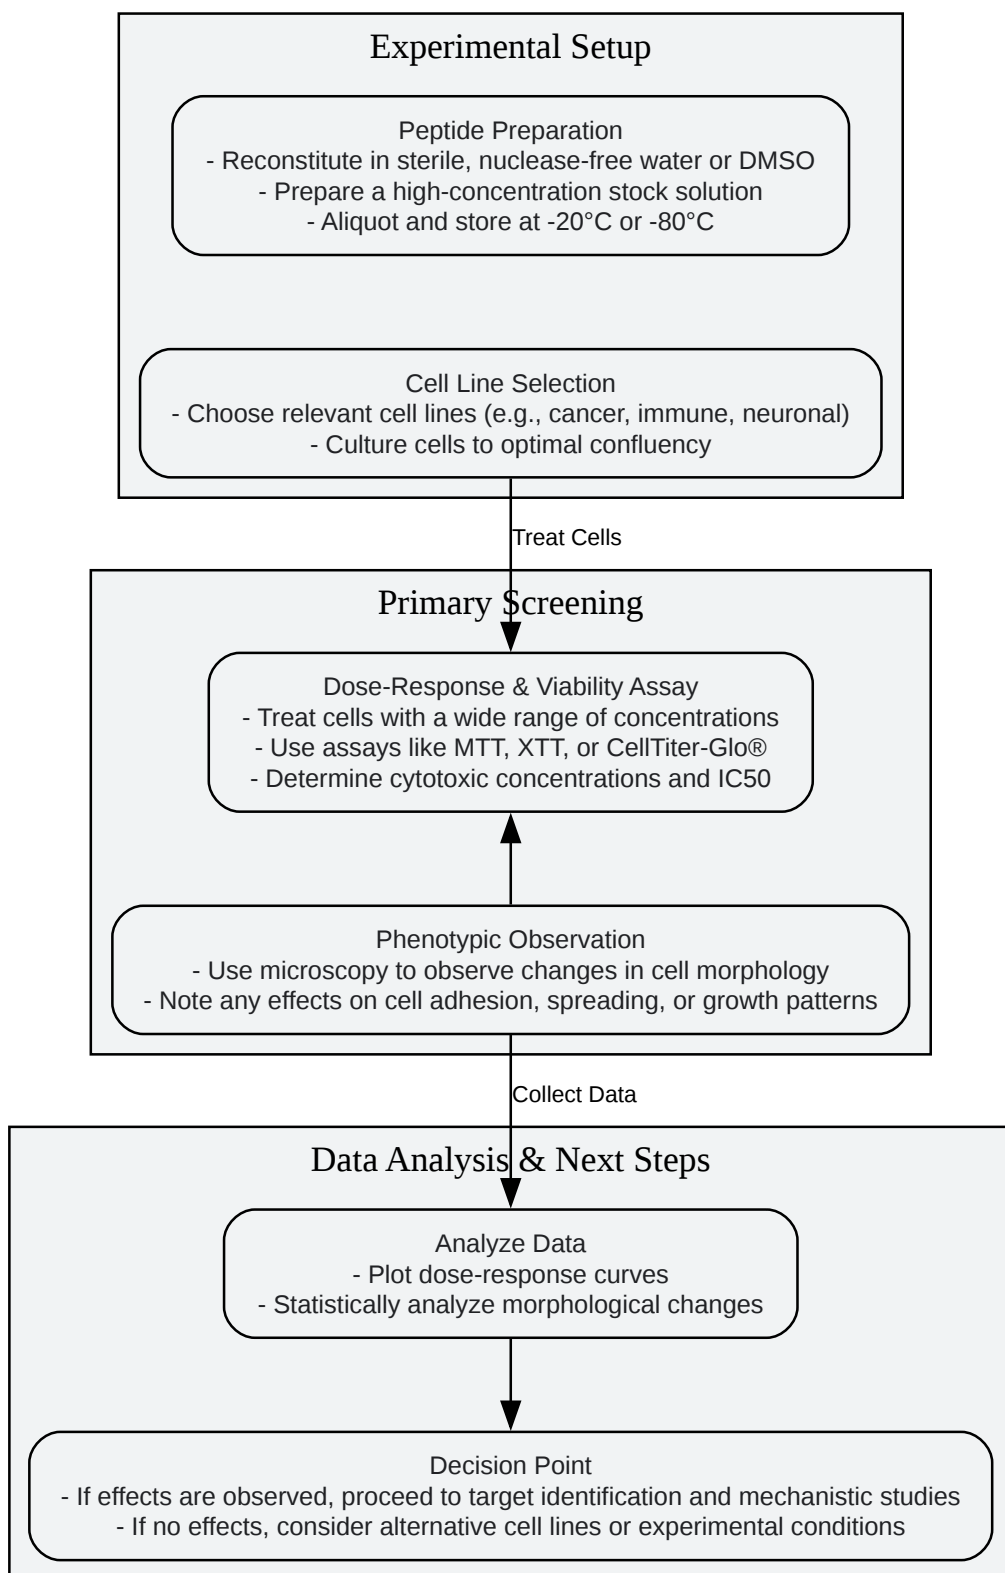 Experimental Setup
Peptide Preparation
- Reconstitute in sterile, nuclease-free water or DMSO
- Prepare a high-concentration stock solution
- Aliquot and store at -20°C or -80°C
Cell Line Selection
- Choose relevant cell lines (e.g., cancer, immune, neuronal)
- Culture cells to optimal confluency
Treat Cells
Primary Screening
Dose-Response & Viability Assay
- Treat cells with a wide range of concentrations
- Use assays like MTT, XTT, or CellTiter-Glo®
- Determine cytotoxic concentrations and IC50
Phenotypic Observation
- Use microscopy to observe changes in cell morphology
- Note any effects on cell adhesion, spreading, or growth patterns
Collect Data
Data Analysis & Next Steps
Analyze Data
- Plot dose-response curves
- Statistically analyze morphological changes
Decision Point
- If effects are observed, proceed to target identification and mechanistic studies
- If no effects, consider alternative cell lines or experimental conditions